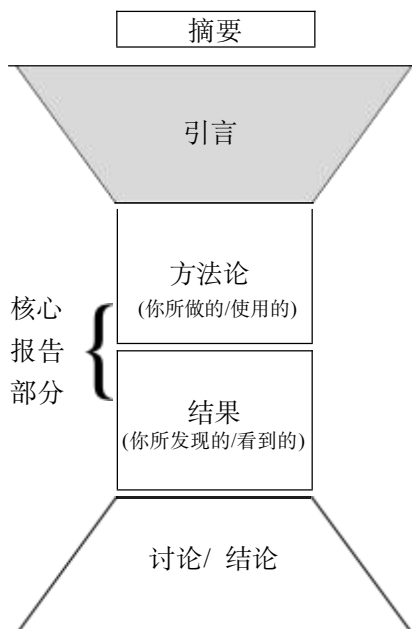 摘要
引言
方法论
(你所做的/使用的)
核心
报告
部分
结果
(你所发现的/看到的)
讨论/ 结论